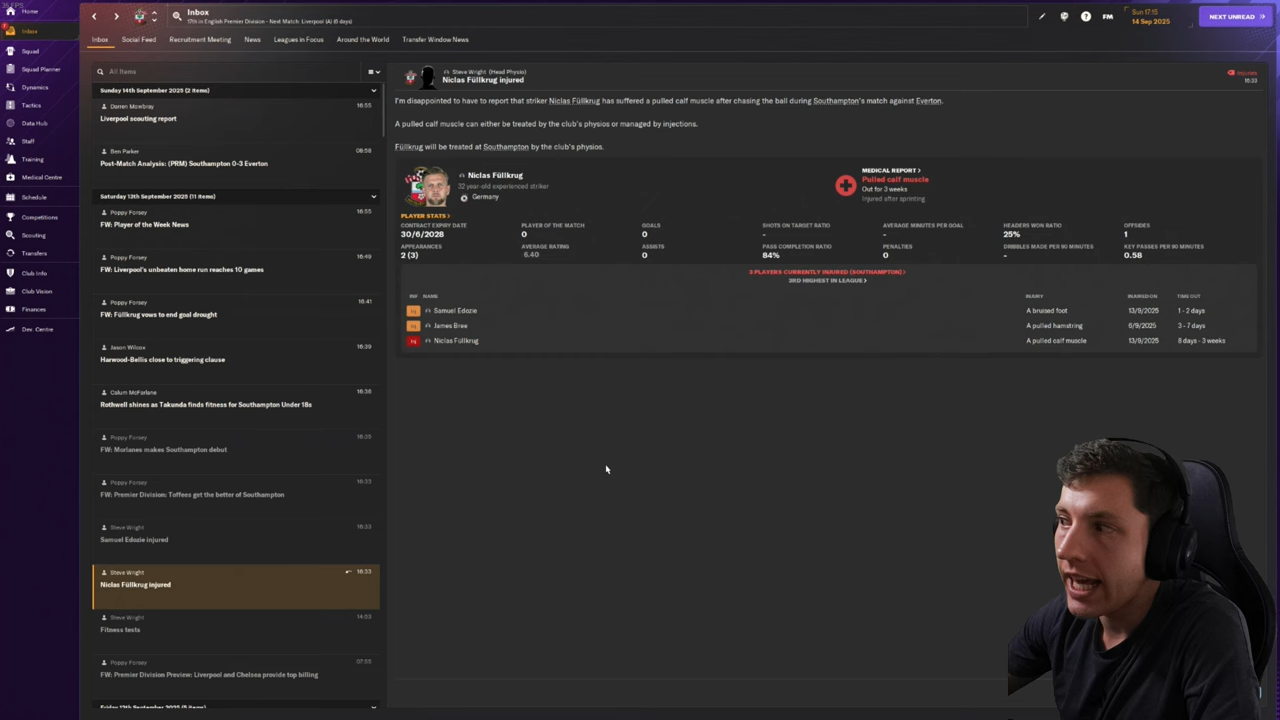 36 FPS
Home
Inbox
Squad
Squad Planner
Dynamics
Tactics
Data Hub
Staff
Training
Medical Centre
Schedule
Competitions
Scouting
Transfers
Club Info
Club Vision
Finances
Dev. Centre
Inbox
17th in English Premier Division - Next Match: Liverpool (A) (6 days)
FM
Sun 17:15
14 Sep 2025
NEXT UNREAD
Inbox Social Feed Recruitment Meeting News Leagues in Focus Around the World Transfer Window News
All Items
Sunday 14th September 2025 (2 items)
Darren Mowbray 16:55
Liverpool scouting report
Ben Parker 08:58
Post-Match Analysis: (PRM) Southampton 0-3 Everton
Saturday 13th September 2025 (11 items)
Poppy Forsey 16:55
FW: Player of the Week News
Poppy Forsey 16:49
FW: Liverpool's unbeaten home run reaches 10 games
Poppy Forsey 16:41
FW: Füllkrug vows to end goal drought
Jason Wilcox 16:39
Harwood-Bellis close to triggering clause
Calum McFarlane 16:36
Rothwell shines as Takunda finds fitness for Southampton Under 18s
Poppy Forsey 16:33
FW: Morlanes makes Southampton debut
Poppy Forsey 16:33
FW: Premier Division: Toffees get the better of Southampton
Steve Wright 16:33
Samuel Edozie injured
Steve Wright 16:33
Niclas Füllkrug injured
Steve Wright 14:53
Fitness tests
Poppy Forsey 07:55
FW: Premier Division Preview: Liverpool and Chelsea provide top billing
Friday 12th September 2025 (5 items)
Steve Wright (Head Physio)
Niclas Füllkrug injured
Injuries
16:33
I'm disappointed to have to report that striker Niclas Füllkrug has suffered a pulled calf muscle after chasing the ball during Southampton's match against Everton.
A pulled calf muscle can either be treated by the club's physios or managed by injections.
Füllkrug will be treated at Southampton by the club's physios.
Niclas Füllkrug
32 year-old experienced striker
Germany
MEDICAL REPORT >
Pulled calf muscle
Out for 3 weeks
Injured after sprinting
PLAYER STATS >
CONTRACT EXPIRY DATE PLAYER OF THE MATCH GOALS SHOTS ON TARGET RATIO AVERAGE MINUTES PER GOAL HEADERS WON RATIO OFFSIDES
30/6/2028 0 0 - - 25% 1
APPEARANCES AVERAGE RATING ASSISTS PASS COMPLETION RATIO PENALTIES DRIBBLES MADE PER 90 MINUTES KEY PASSES PER 90 MINUTES
2 (3) 6.40 0 84% 0 - 0.58
3 PLAYERS CURRENTLY INJURED (SOUTHAMPTON) >
3RD HIGHEST IN LEAGUE >
INF NAME INJURY INJURED ON TIME OUT
Inj Samuel Edozie A bruised foot 13/9/2025 1 - 2 days
Inj James Bree A pulled hamstring 6/9/2025 3 - 7 days
Inj Niclas Füllkrug A pulled calf muscle 13/9/2025 8 days - 3 weeks